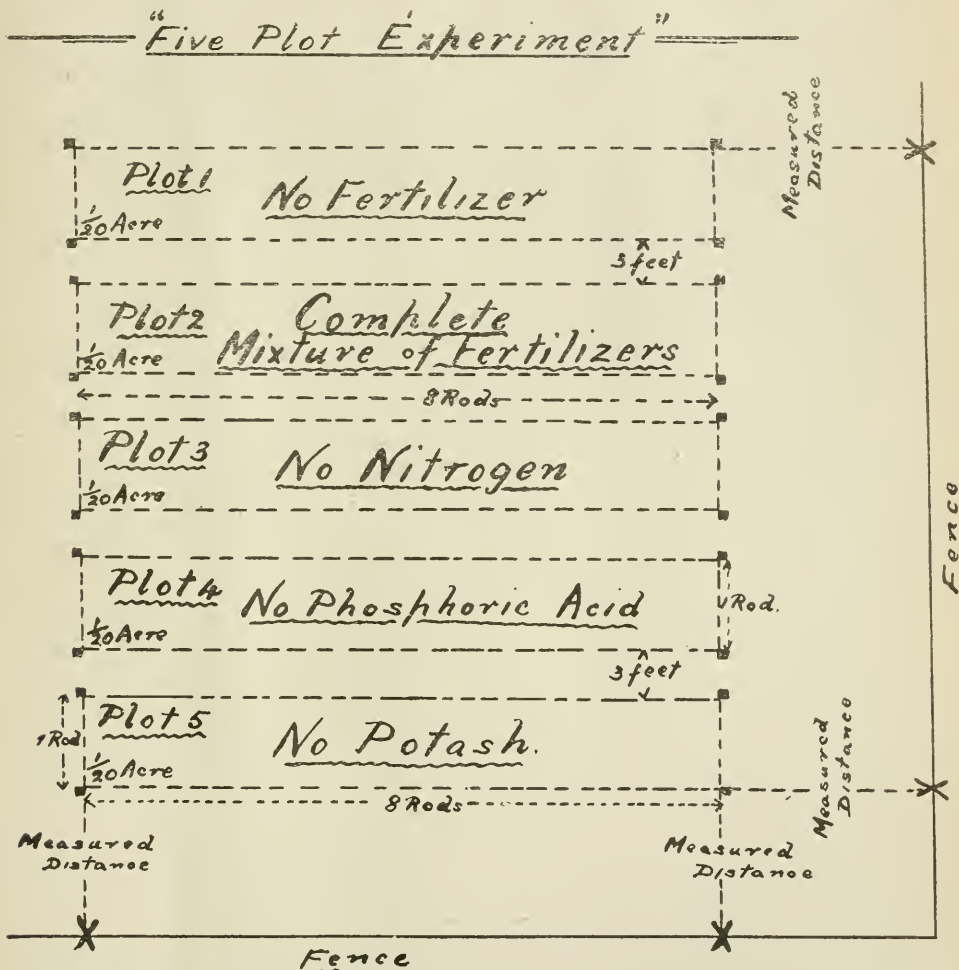 "Five Plot Experiment"
Measured
Distance
Plot 1
No Fertilizer
1/20 Acre
3 feet
Plot 2
Complete
Mixture of Fertilizers
1/20 Acre
8 Rods
Plot 3
No Nitrogen
1/20 Acre
Fence
Plot 4
No Phosphoric Acid
1 Rod.
1/20 Acre
3 feet
Plot 5
No Potash.
1 Rod
1/20 Acre
Measured
Distance
8 Rods
Measured
Distance
Measured
Distance
Fence